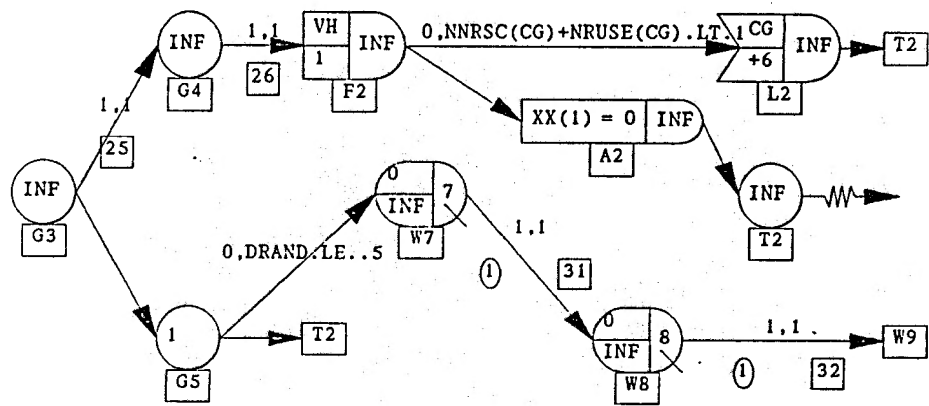 INF
G4
1,1
26
VH
1
INF
F2
0,NNRSC(CG)+NRUSE(CG).LT.1
CG
+6
INF
L2
T2
1,1
25
XX(1) = 0
INF
A2
INF
G3
0
INF
7
W7
INF
T2
0,DRAND.LE..5
1,1
1
31
1
G5
T2
0
INF
8
W8
1,1
1
32
W9